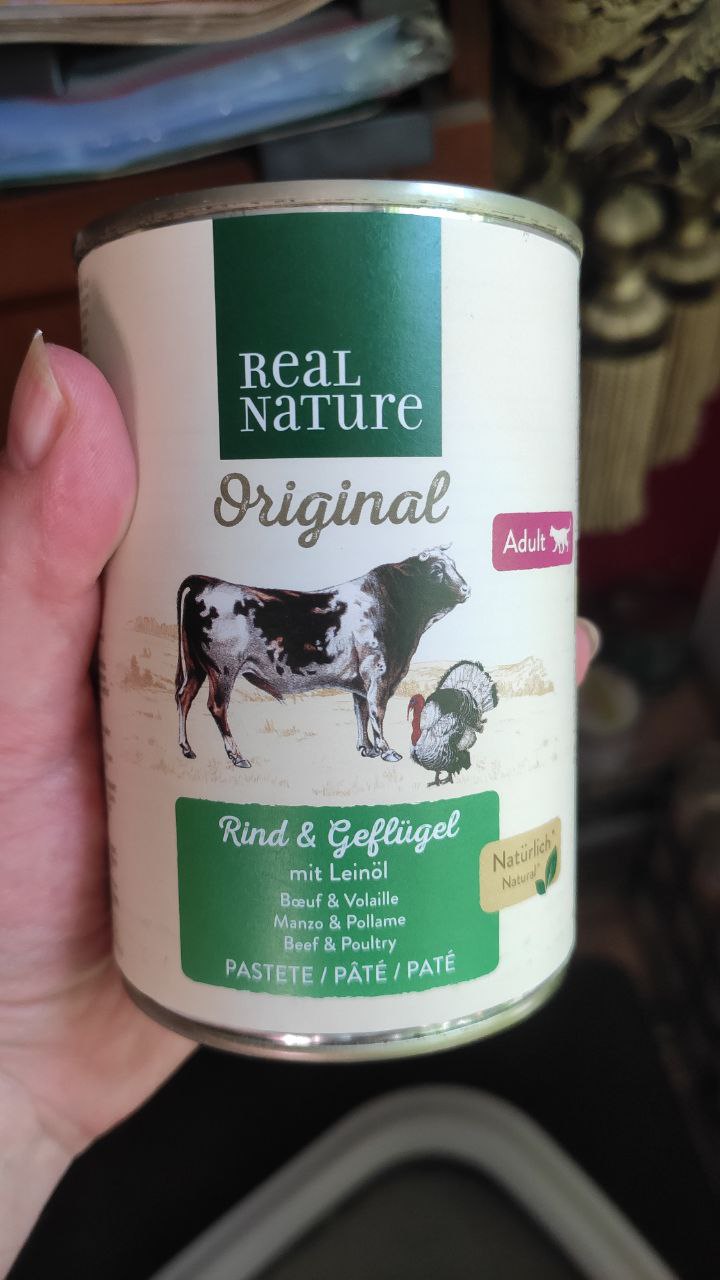 Real
Nature
Original
Adult
Rind & Geflügel
mit Leinöl
Bœuf & Volaille
Manzo & Pollame
Beef & Poultry
PASTETE / PÂTÉ / PATÉ
Natürlich*
Natural*